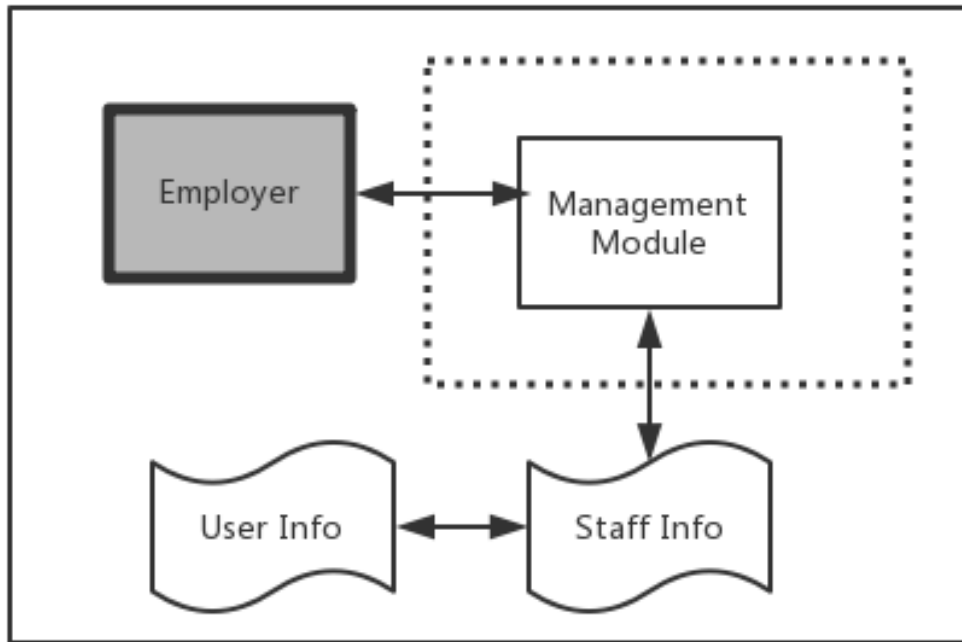 Employer
Management
Module
User Info
Staff Info